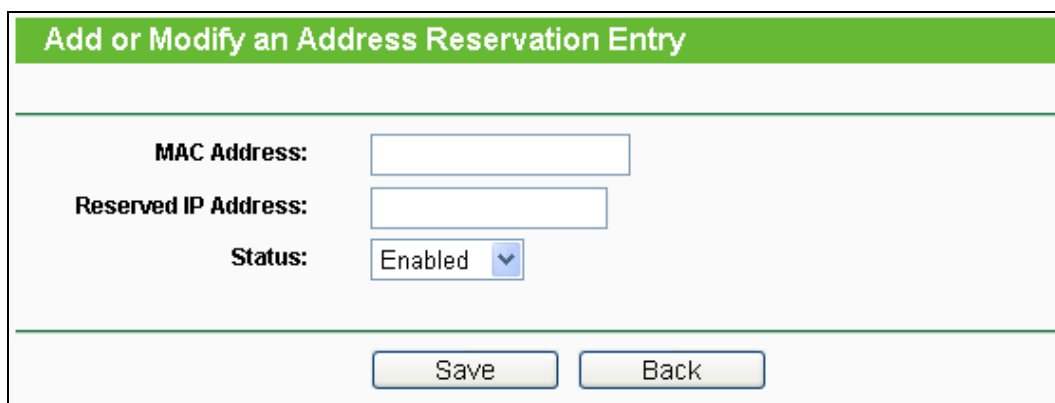 Add or Modify an Address Reservation Entry
MAC Address:
Reserved IP Address:
Status: Enabled
Save Back